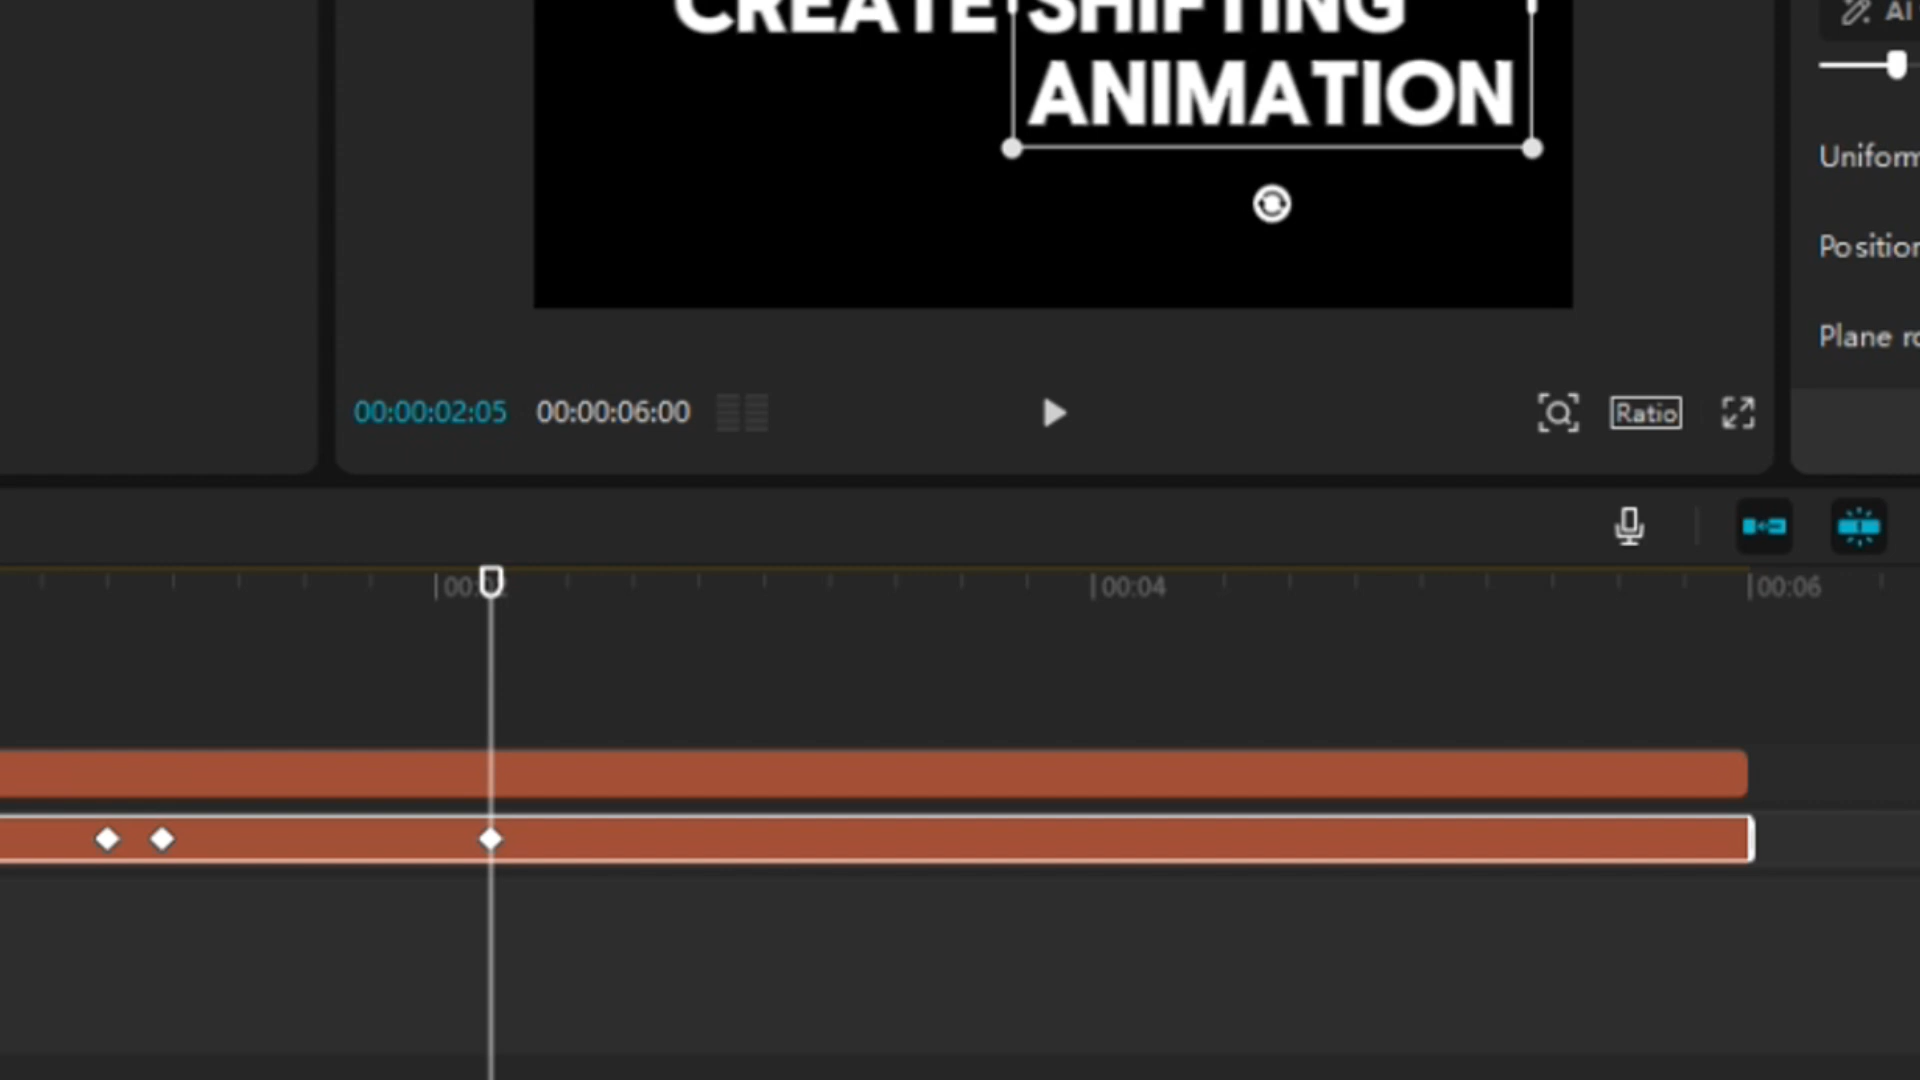 CREATE SHIFTING
ANIMATION
AI
Uniform
Position
Plane ro
00:00:02:05 00:00:06:00
Ratio
00:04 00:06